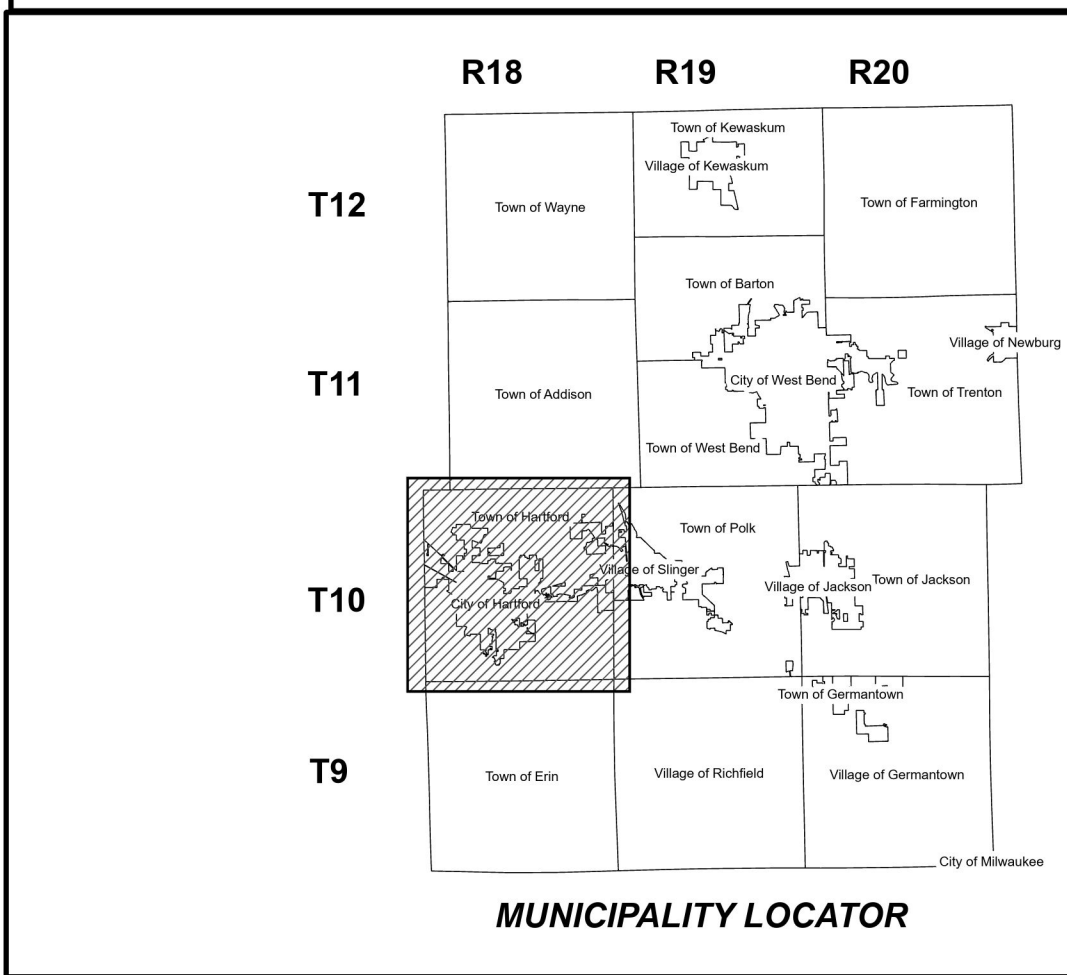 R18 R19 R20
Town of Kewaskum
Village of Kewaskum
T12
Town of Wayne
Town of Farmington
Town of Barton
Village of Newburg
T11
City of West Bend
Town of Addison
Town of Trenton
Town of West Bend
Town of Hartford
Town of Polk
Village of Slinger
Town of Jackson
Village of Jackson
T10
City of Hartford
Town of Germantown
T9
Town of Erin
Village of Richfield
Village of Germantown
City of Milwaukee
MUNICIPALITY LOCATOR